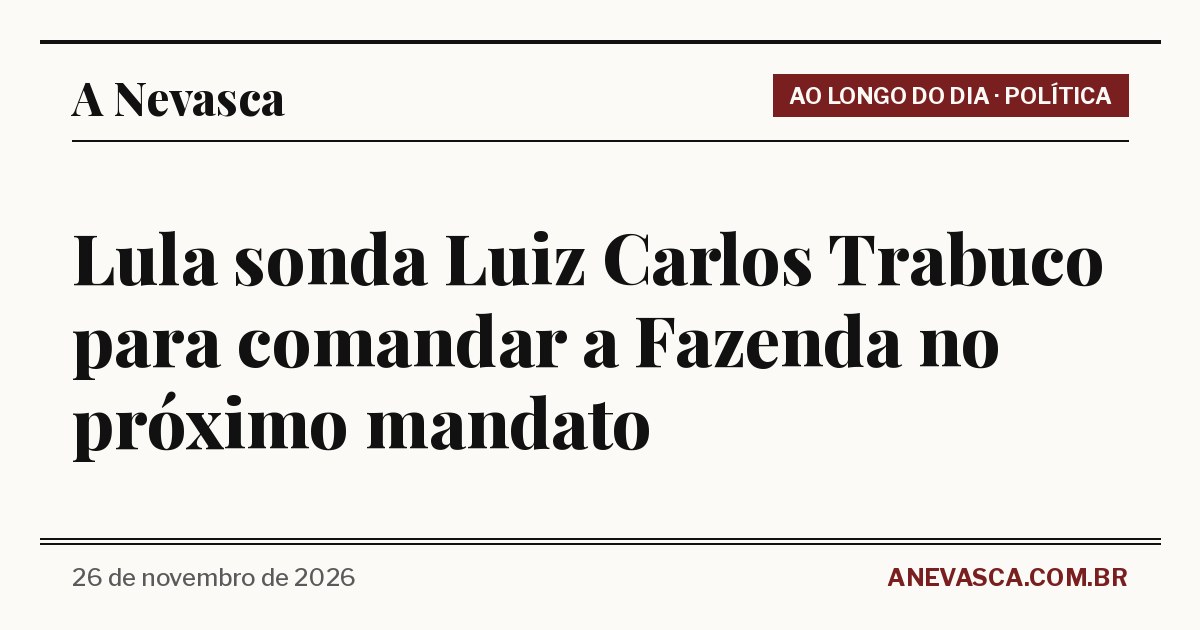 A Nevasca
AO LONGO DO DIA · POLÍTICA
Lula sonda Luiz Carlos Trabuco
para comandar a Fazenda no
próximo mandato
26 de novembro de 2026
ANEVASCA.COM.BR